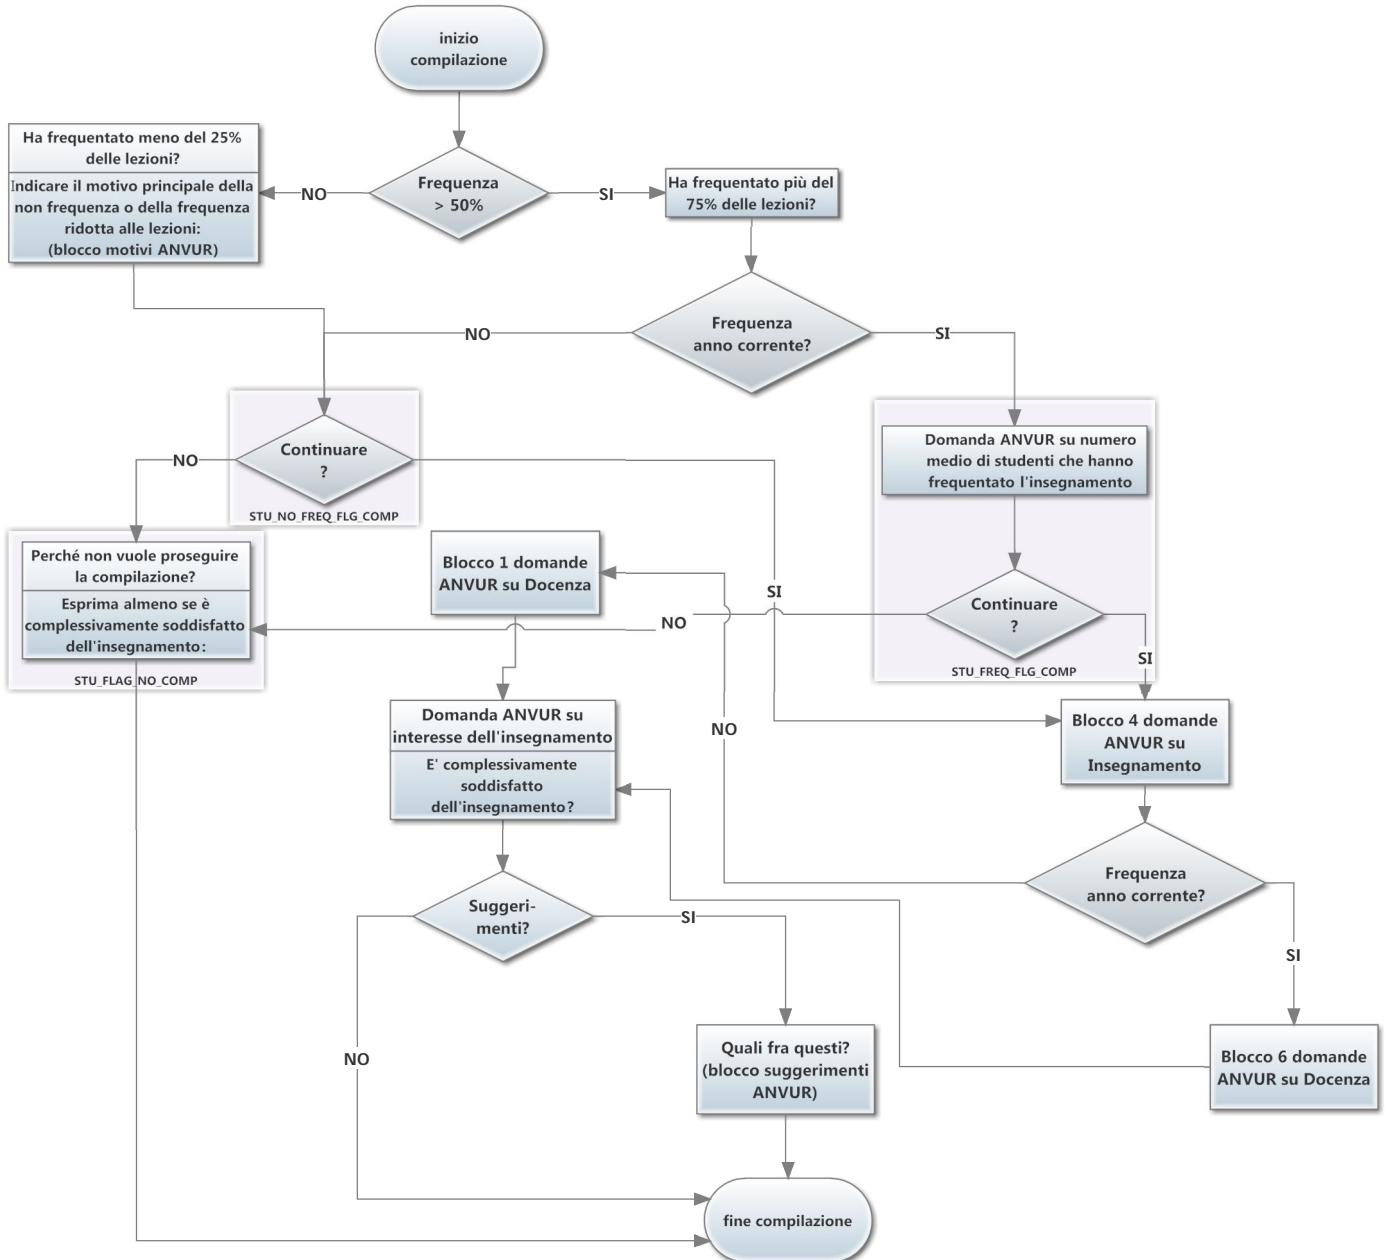 inizio
compilazione
Ha frequentato meno del 25%
delle lezioni?
Indicare il motivo principale della
non frequenza o della frequenza
ridotta alle lezioni:
(blocco motivi ANVUR)
NO
Frequenza
> 50%
SI
Ha frequentato più del
75% delle lezioni?
NO
Frequenza
anno corrente?
SI
Continuare
?
NO
STU_NO_FREQ_FLG_COMP
Domanda ANVUR su numero
medio di studenti che hanno
frequentato l'insegnamento
Perché non vuole proseguire
la compilazione?
Esprima almeno se è
complessivamente soddisfatto
dell'insegnamento:
STU_FLAG_NO_COMP
Blocco 1 domande
ANVUR su Docenza
NO
SI
Continuare
?
SI
STU_FREQ_FLG_COMP
Domanda ANVUR su
interesse dell'insegnamento
E' complessivamente
soddisfatto
dell'insegnamento?
NO
Blocco 4 domande
ANVUR su
Insegnamento
Frequenza
anno corrente?
Suggeri-
menti?
SI
SI
NO
Quali fra questi?
(blocco suggerimenti
ANVUR)
Blocco 6 domande
ANVUR su Docenza
fine compilazione